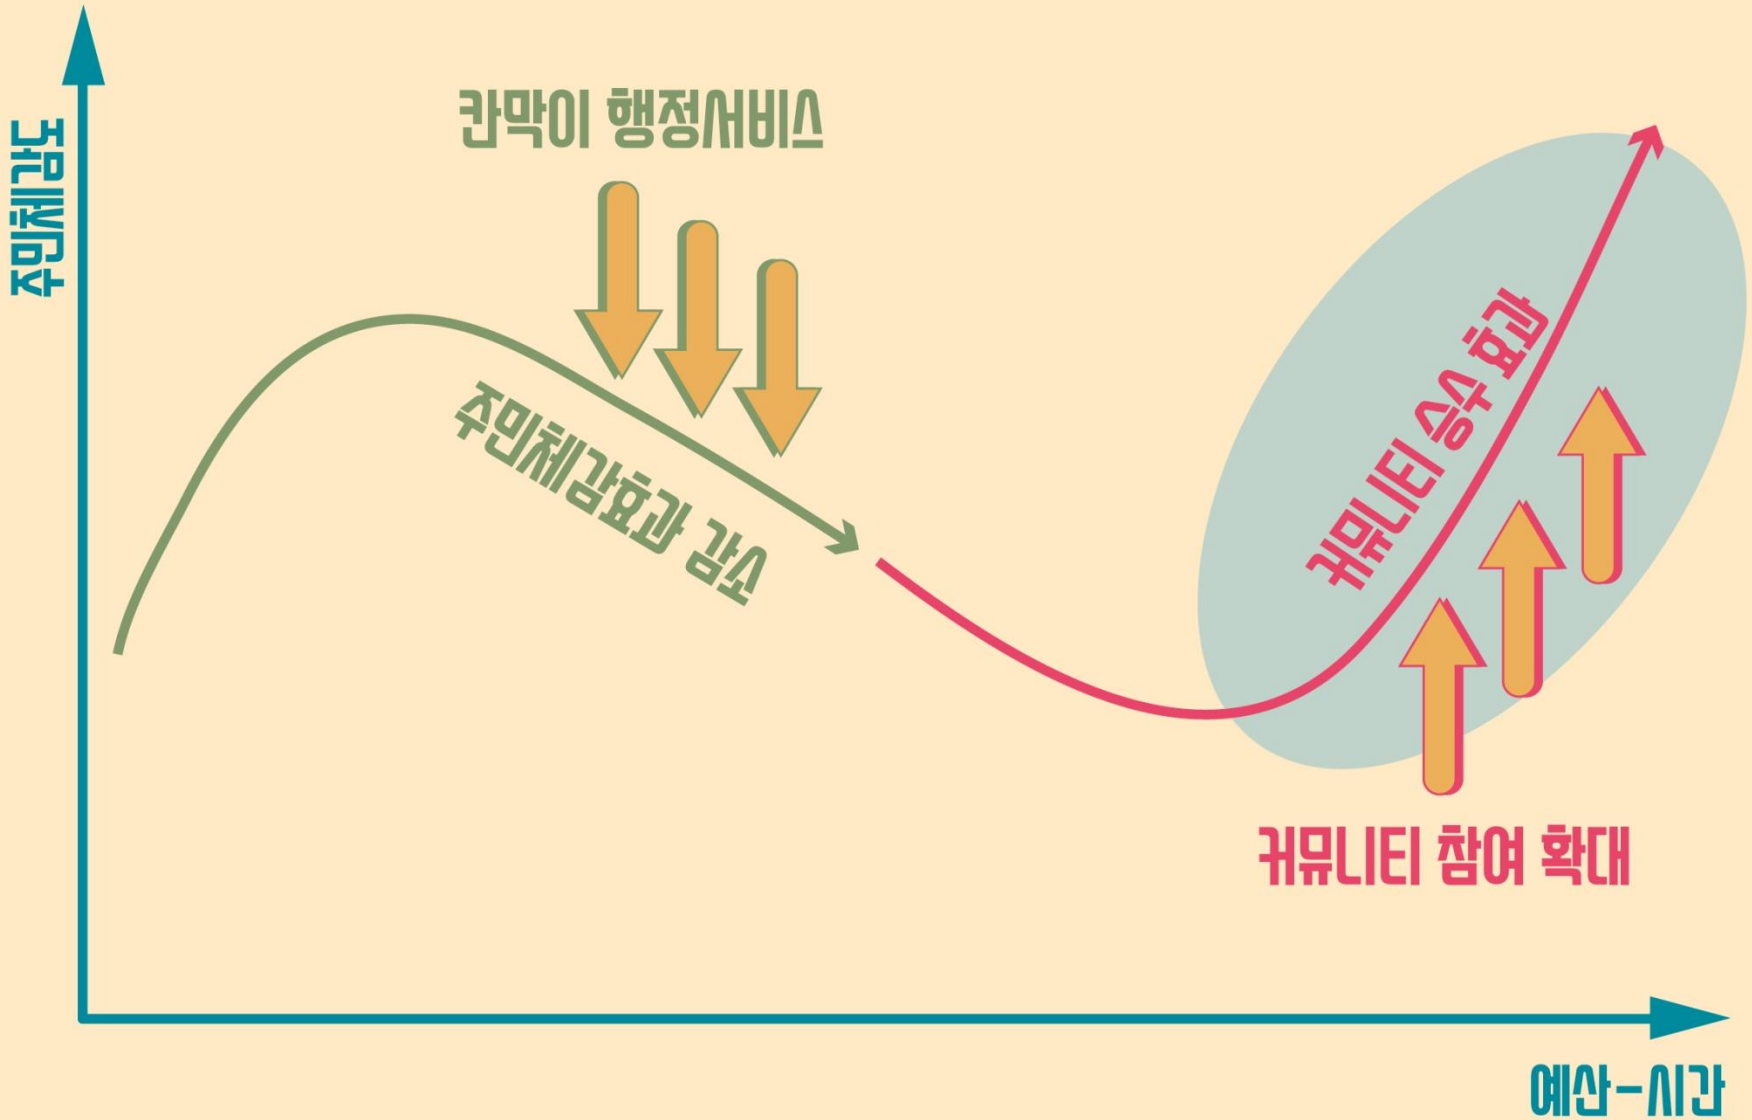 칸막이 행정서비스
주민체감도
주민체감효과 감소
커뮤니티 승수 효과
커뮤니티 참여 확대
예산-시간